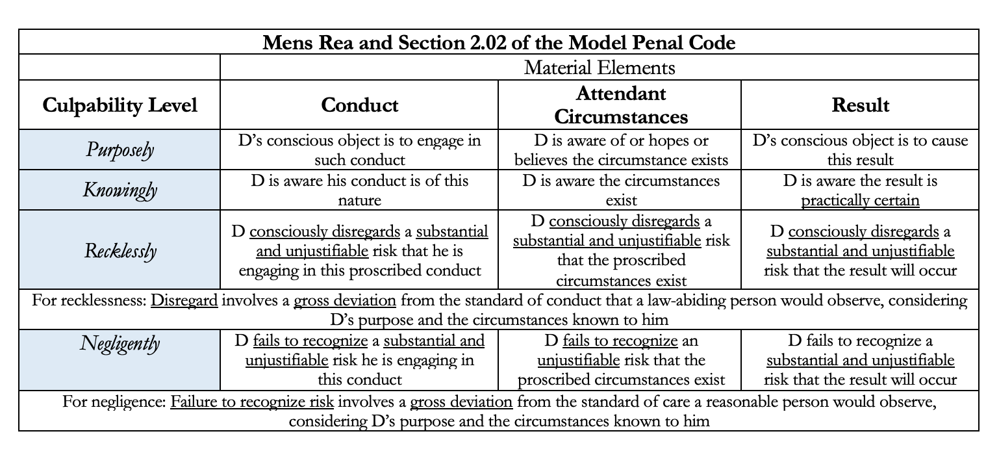 Mens Rea and Section 2.02 of the Model Penal Code
Material Elements
Culpability Level
Conduct
Attendant
Circumstances
Result
Purposely
D’s conscious object is to engage in
such conduct
D is aware of or hopes or
believes the circumstance exists
D’s conscious object is to cause
this result
Knowingly
D is aware his conduct is of this
nature
D is aware the circumstances
exist
D is aware the result is
practically certain
Recklessly
D consciously disregards a substantial
and unjustifiable risk that he is
engaging in this proscribed conduct
D consciously disregards a
substantial and unjustifiable risk
that the proscribed
circumstances exist
D consciously disregards a
substantial and unjustifiable
risk that the result will occur
For recklessness: Disregard involves a gross deviation from the standard of conduct that a law-abiding person would observe, considering
D’s purpose and the circumstances known to him
Negligently
D fails to recognize a substantial and
unjustifiable risk he is engaging in
this conduct
D fails to recognize an
unjustifiable risk that the
proscribed circumstances exist
D fails to recognize a
substantial and unjustifiable
risk that the result will occur
For negligence: Failure to recognize risk involves a gross deviation from the standard of care a reasonable person would observe,
considering D’s purpose and the circumstances known to him